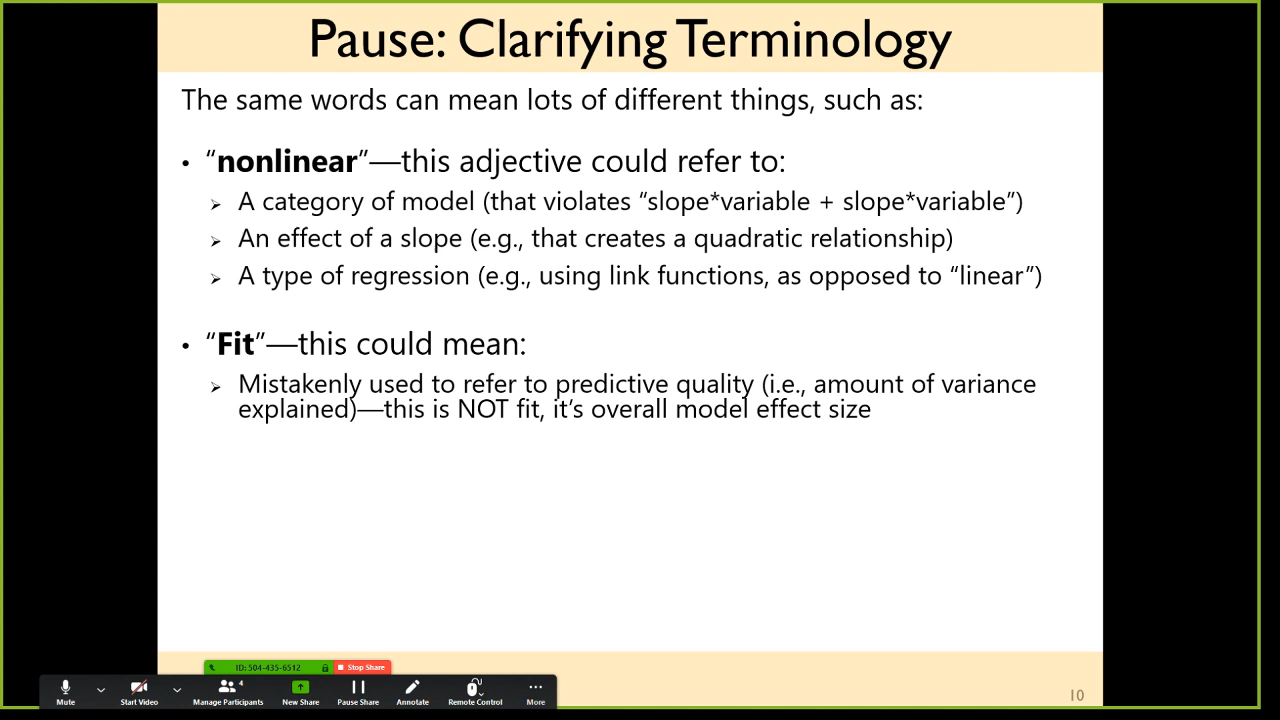 Pause: Clarifying Terminology
The same words can mean lots of different things, such as:
• “nonlinear”—this adjective could refer to:
➢ A category of model (that violates “slope*variable + slope*variable”)
➢ An effect of a slope (e.g., that creates a quadratic relationship)
➢ A type of regression (e.g., using link functions, as opposed to “linear”)
• “Fit”—this could mean:
➢ Mistakenly used to refer to predictive quality (i.e., amount of variance
explained)—this is NOT fit, it’s overall model effect size
ID: 504-435-6512 Stop Share
4
Mute Start Video Manage Participants New Share Pause Share Annotate Remote Control More
10